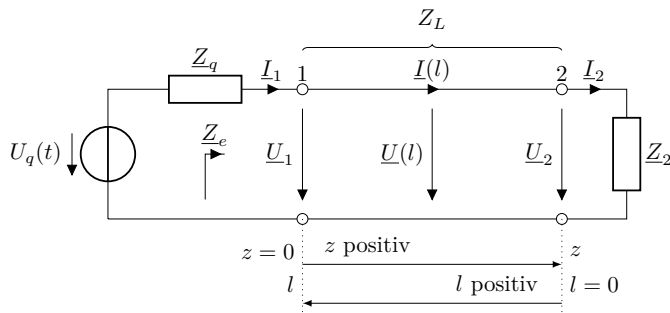 Z_L
Z_q I_1 1 I(l) 2 I_2
U_q(t) Z_e U_1 U(l) U_2 Z_2
z = 0 z positiv z
l l positiv l = 0